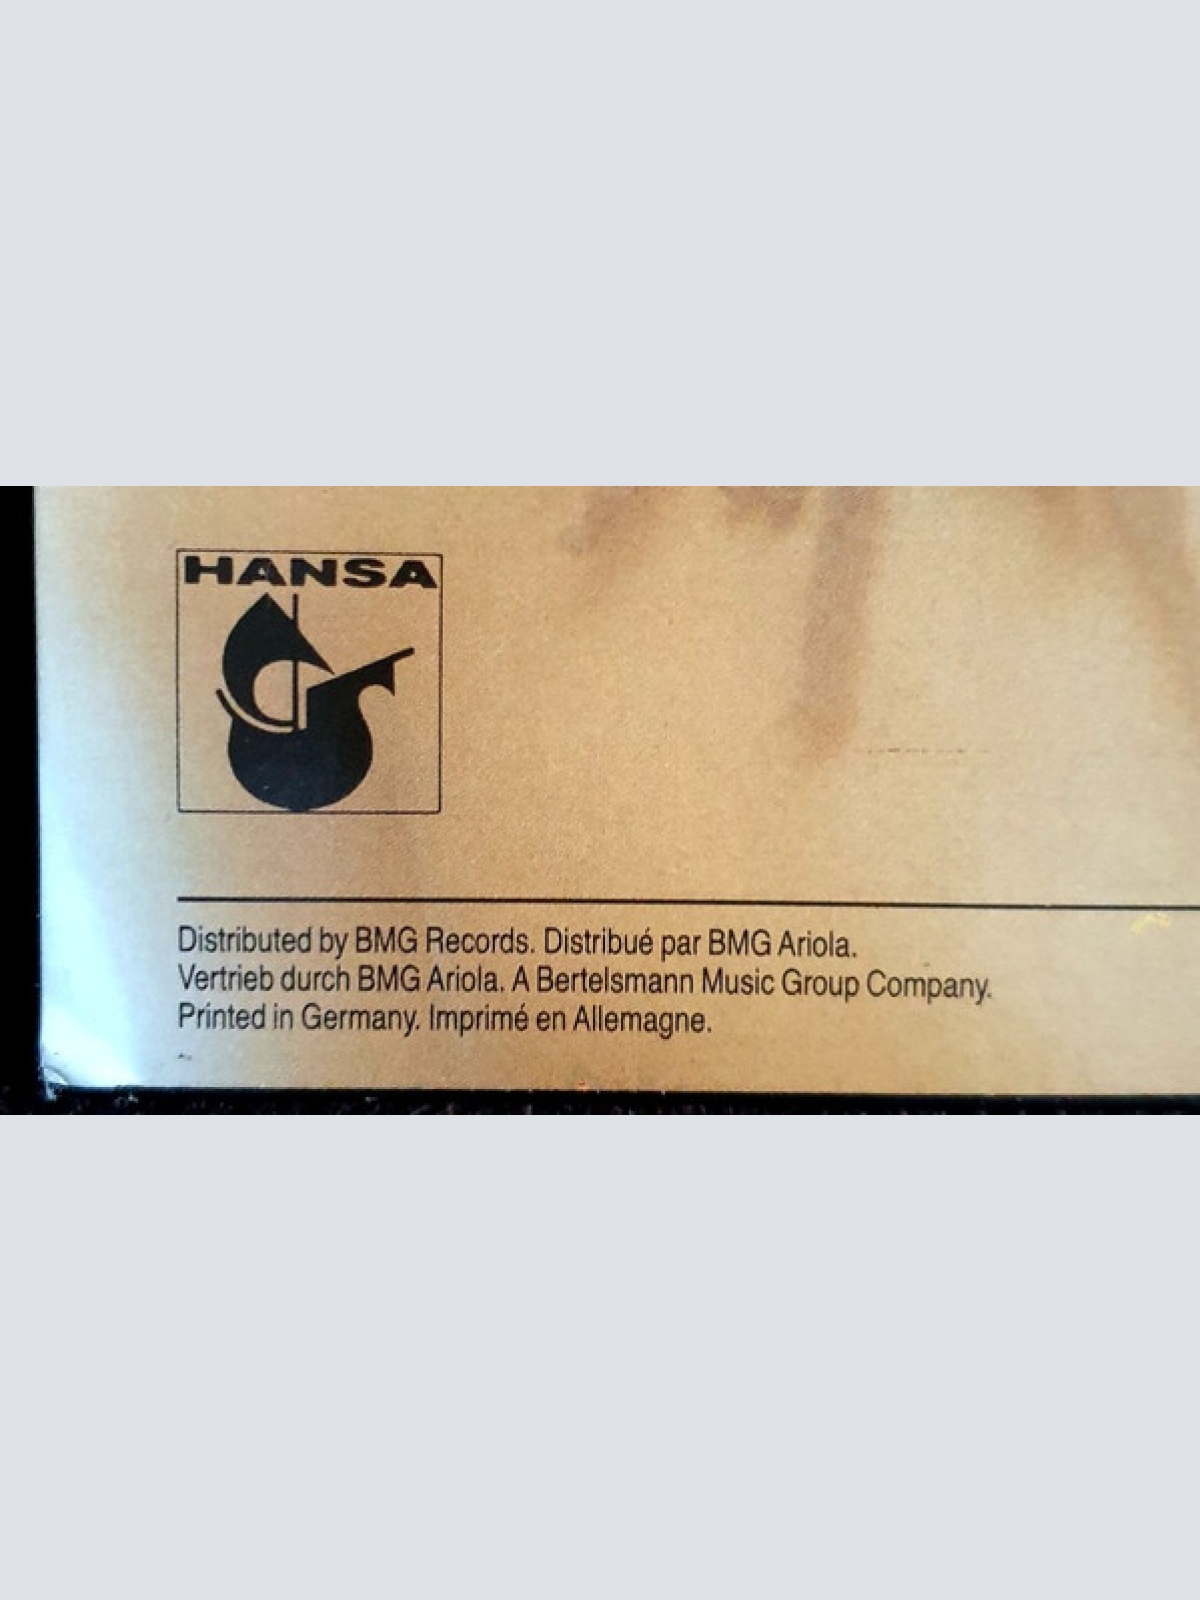 HANSA
Distributed by BMG Records. Distribué par BMG Ariola.
Vertrieb durch BMG Ariola. A Bertelsmann Music Group Company.
Printed in Germany. Imprimé en Allemagne.